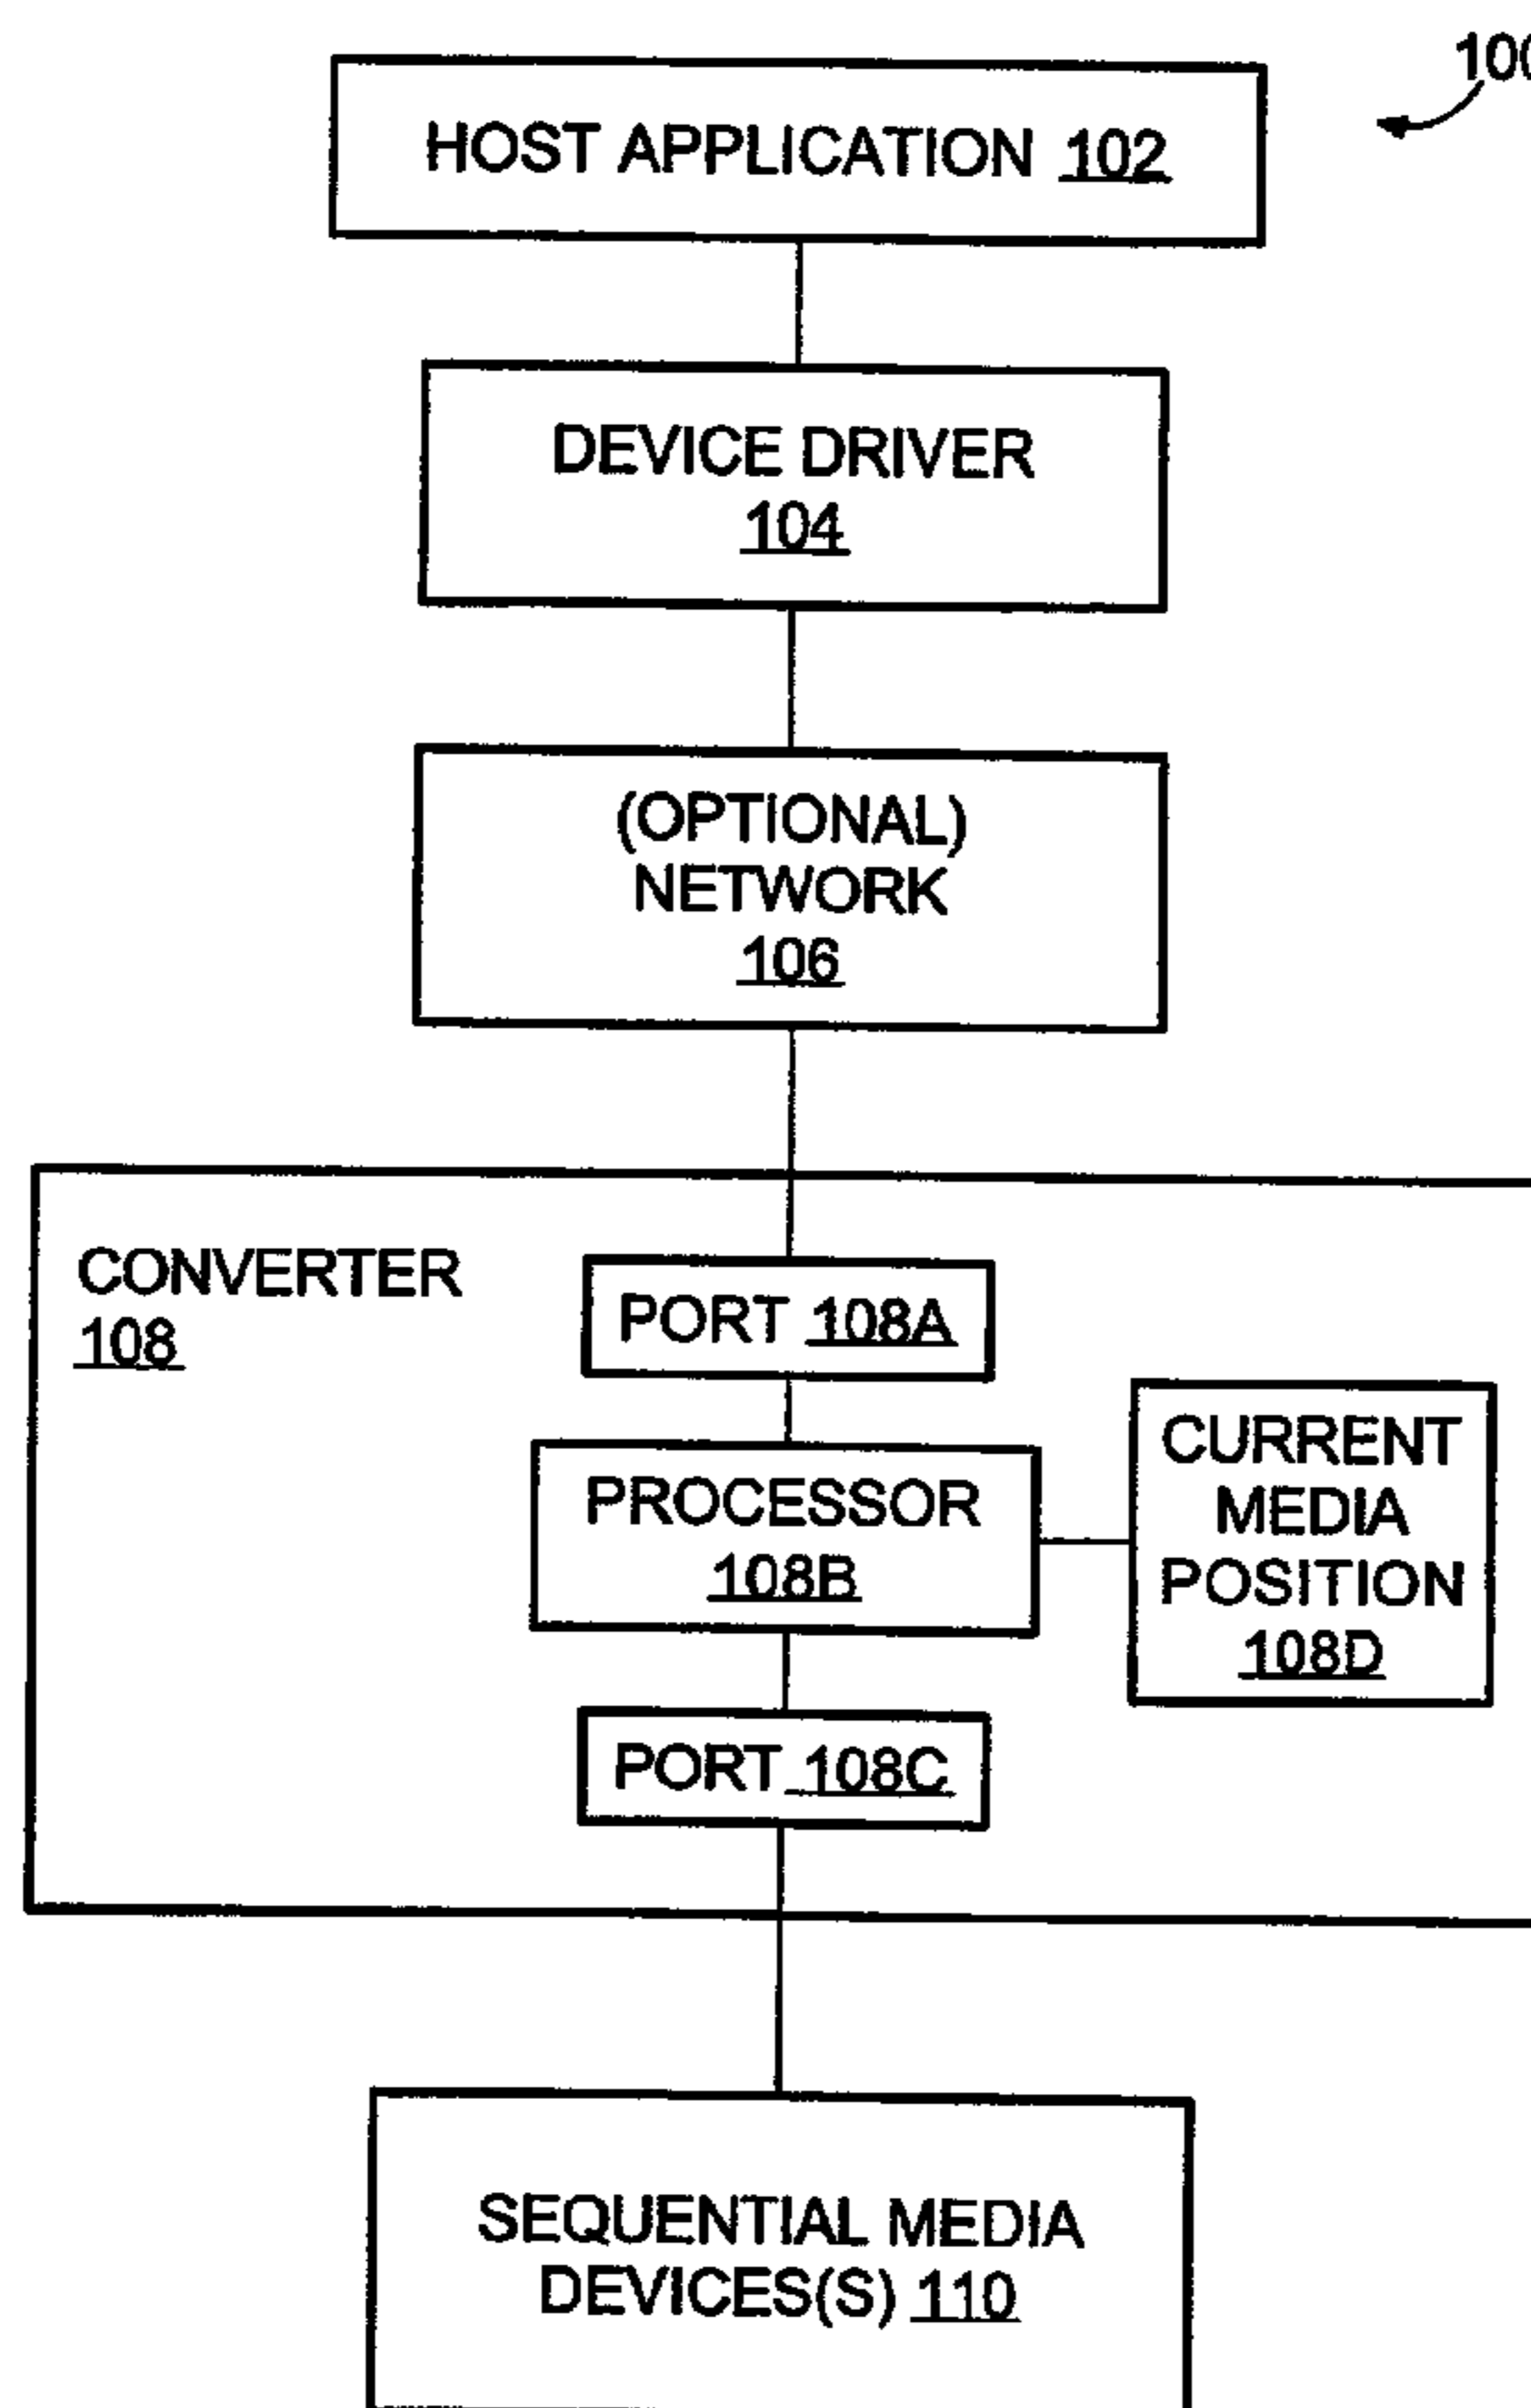 100
HOST APPLICATION 102
DEVICE DRIVER
104
(OPTIONAL)
NETWORK
106
CONVERTER
108
PORT 108A
PROCESSOR
108B
CURRENT
MEDIA
POSITION
108D
PORT 108C
SEQUENTIAL MEDIA
DEVICES(S) 110